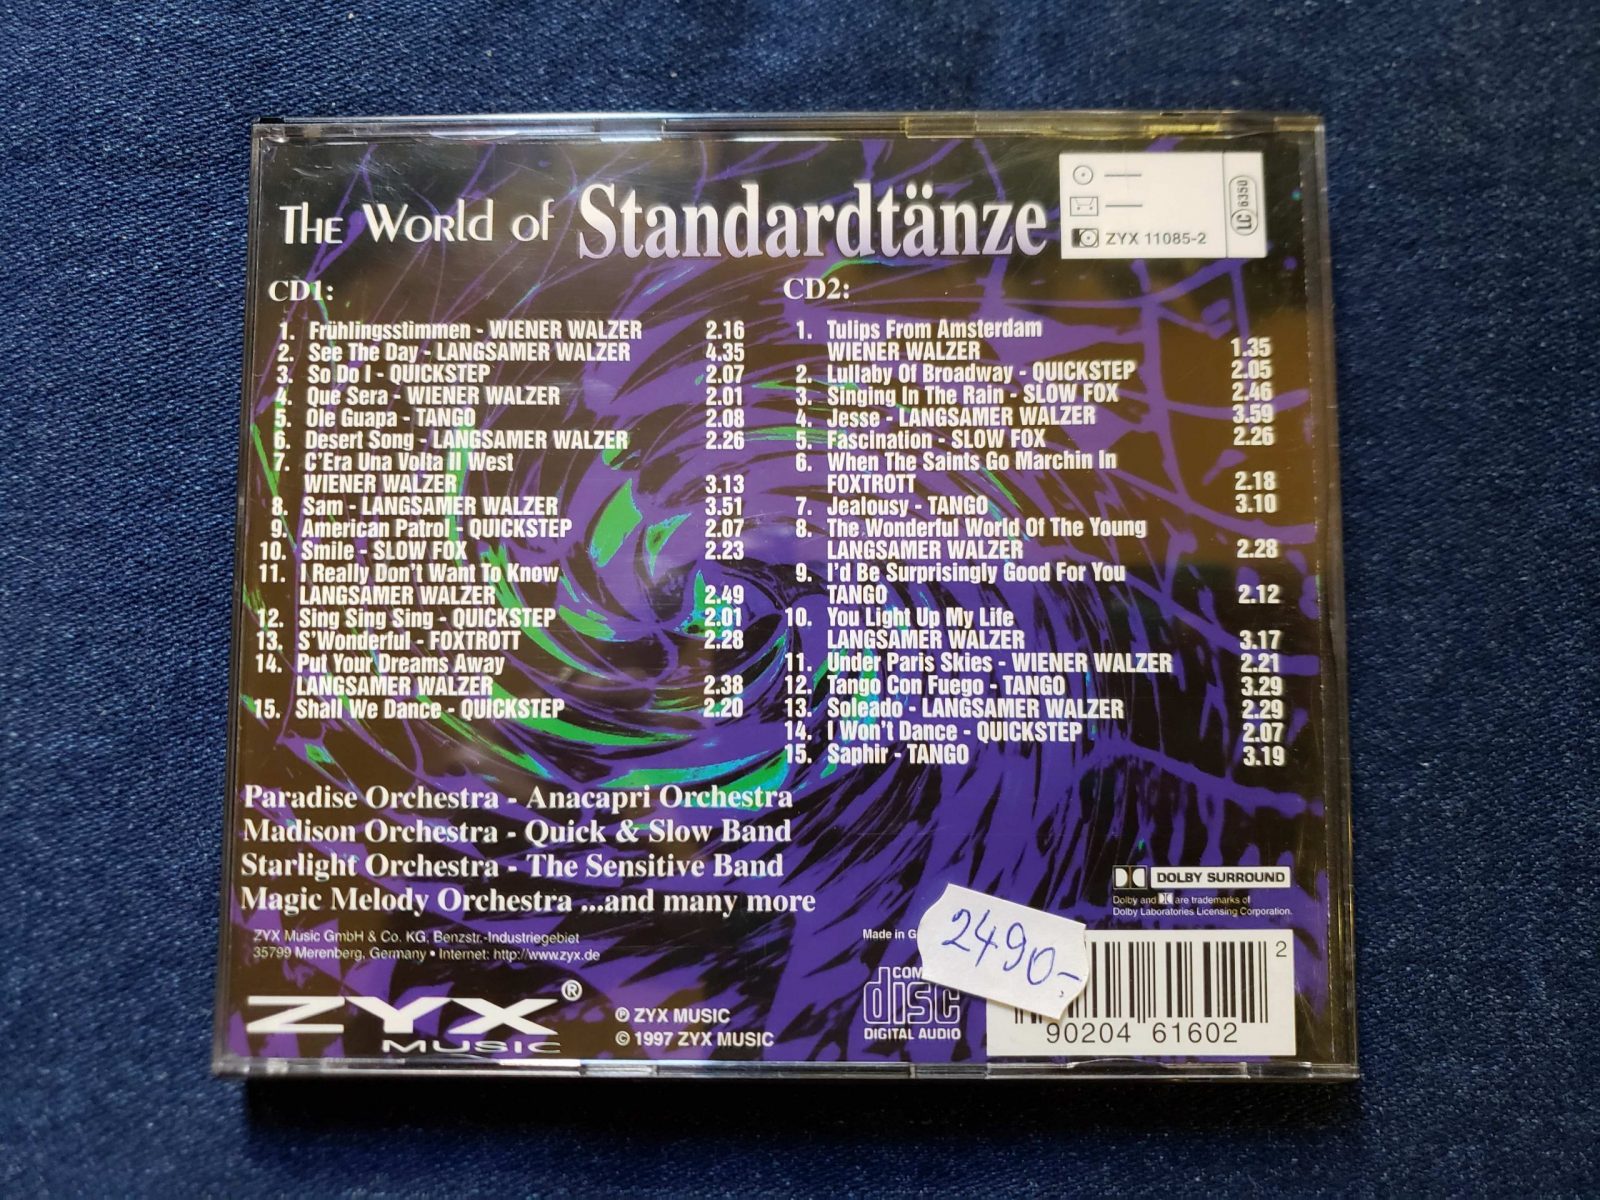 The World of Standardtänze
ZYX 11085-2
LC 6350
CD1:
1. Frühlingsstimmen - WIENER WALZER 2.16
2. See The Day - LANGSAMER WALZER 4.35
3. So Do I - QUICKSTEP 2.07
4. Que Sera - WIENER WALZER 2.01
5. Ole Guapa - TANGO 2.08
6. Desert Song - LANGSAMER WALZER 2.26
7. C'Era Una Volta Il West
WIENER WALZER 3.13
8. Sam - LANGSAMER WALZER 3.51
9. American Patrol - QUICKSTEP 2.07
10. Smile - SLOW FOX 2.23
11. I Really Don't Want To Know
LANGSAMER WALZER 2.49
12. Sing Sing Sing - QUICKSTEP 2.01
13. S'Wonderful - FOXTROTT 2.28
14. Put Your Dreams Away
LANGSAMER WALZER 2.38
15. Shall We Dance - QUICKSTEP 2.20
CD2:
1. Tulips From Amsterdam
WIENER WALZER 1.35
2. Lullaby Of Broadway - QUICKSTEP 2.05
3. Singing In The Rain - SLOW FOX 2.46
4. Jesse - LANGSAMER WALZER 3.59
5. Fascination - SLOW FOX 2.26
6. When The Saints Go Marchin In
FOXTROTT 2.18
7. Jealousy - TANGO 3.10
8. The Wonderful World Of The Young
LANGSAMER WALZER 2.28
9. I'd Be Surprisingly Good For You
TANGO 2.12
10. You Light Up My Life
LANGSAMER WALZER 3.17
11. Under Paris Skies - WIENER WALZER 2.21
12. Tango Con Fuego - TANGO 3.29
13. Soleado - LANGSAMER WALZER 2.29
14. I Won't Dance - QUICKSTEP 2.07
15. Saphir - TANGO 3.19
Paradise Orchestra - Anacapri Orchestra
Madison Orchestra - Quick & Slow Band
Starlight Orchestra - The Sensitive Band
Magic Melody Orchestra ...and many more
ZYX Music GmbH & Co. KG, Benzstr.-Industriegebiet
35799 Merenberg, Germany • Internet: http://www.zyx.de
ZYX ®
MUSIC
℗ ZYX MUSIC
© 1997 ZYX MUSIC
DOLBY SURROUND
Dolby and are trademarks of
Dolby Laboratories Licensing Corporation.
Made in G
COM
disc
DIGITAL AUDIO
2490,-
2
90204 61602